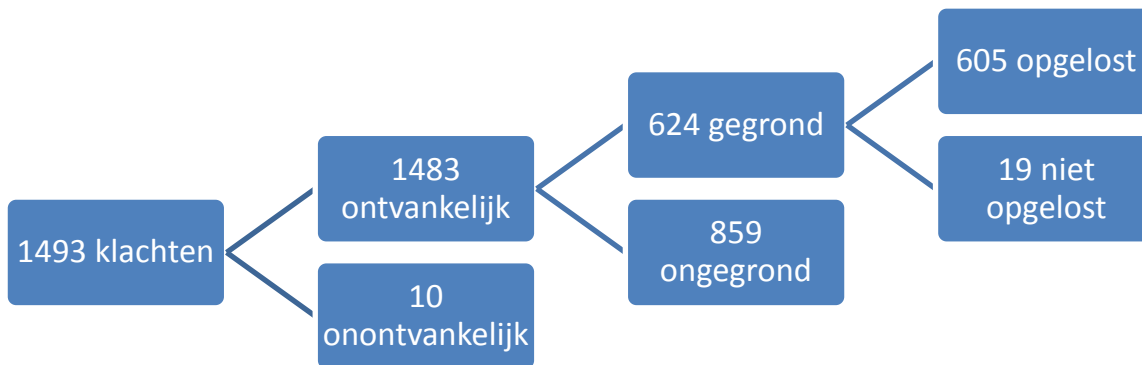 1493 klachten
1483
ontvankelijk
10
onontvankelijk
624 gegrond
859
ongegrond
605 opgelost
19 niet
opgelost